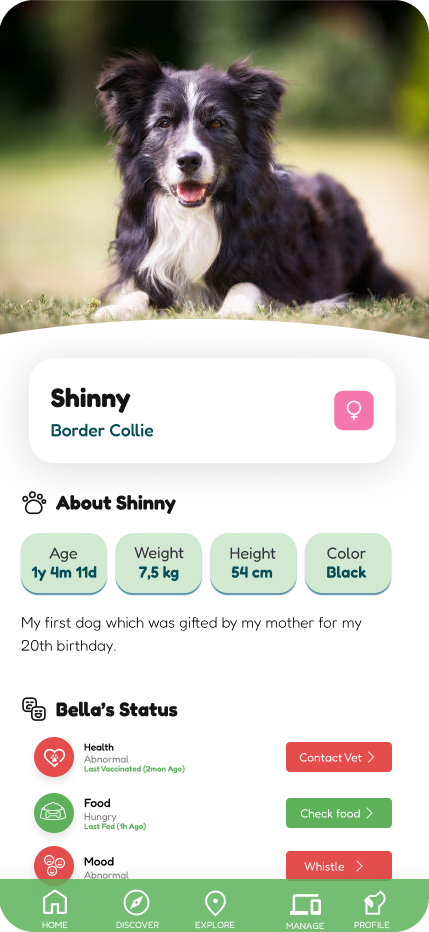 Shinny
Border Collie
About Shinny
Age
1y 4m 11d
Weight
7,5 kg
Height
54 cm
Color
Black
My first dog which was gifted by my mother for my
20th birthday.
Bella's Status
Health
Abnormal
Last Vaccinated (2mon Ago)
Contact Vet
Food
Hungry
Last Fed (1h Ago)
Check food
Mood
Abnormal
Whistle
HOME
DISCOVER
EXPLORE
MANAGE
PROFILE